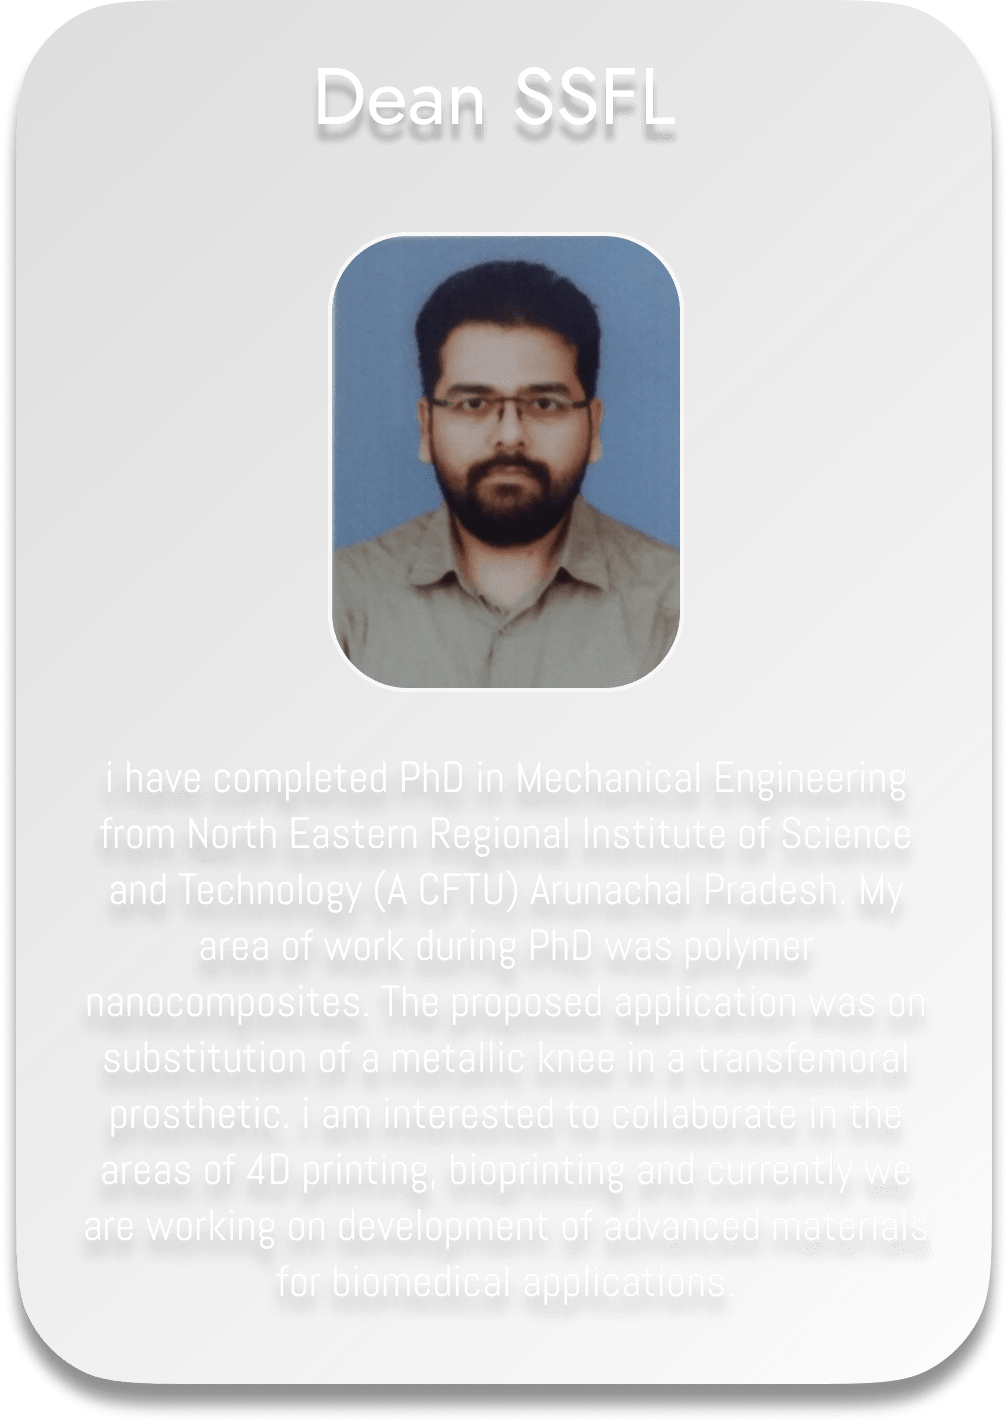 Dean SSFL
i have completed PhD in Mechanical Engineering
from North Eastern Regional Institute of Science
and Technology (A CFTU) Arunachal Pradesh. My
area of work during PhD was polymer
nanocomposites. The proposed application was on
substitution of a metallic knee in a transfemoral
prosthetic. i am interested to collaborate in the
areas of 4D printing, bioprinting and currently we
are working on development of advanced materials
for biomedical applications.